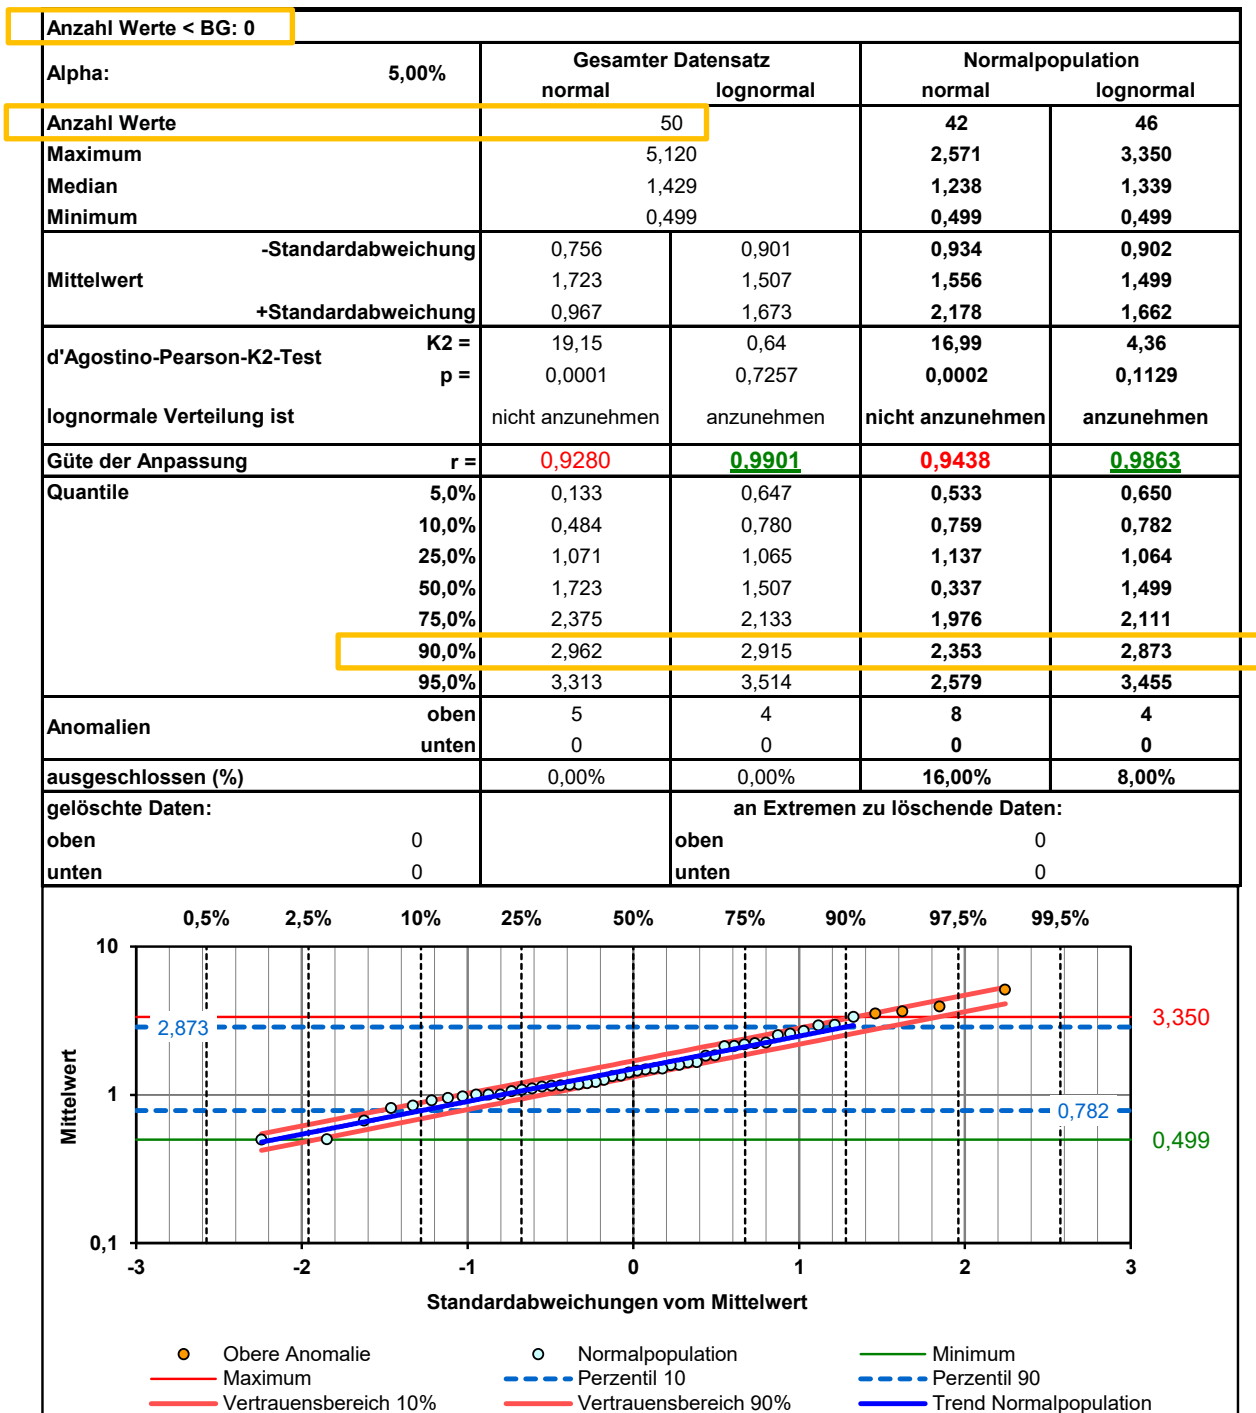 Anzahl Werte < BG: 0
Alpha: 5,00% Gesamter Datensatz Normalpopulation
normal lognormal normal lognormal
Anzahl Werte 50 42 46
Maximum 5,120 2,571 3,350
Median 1,429 1,238 1,339
Minimum 0,499 0,499 0,499
-Standardabweichung 0,756 0,901 0,934 0,902
Mittelwert 1,723 1,507 1,556 1,499
+Standardabweichung 0,967 1,673 2,178 1,662
d'Agostino-Pearson-K2-Test K2 = 19,15 0,64 16,99 4,36
p = 0,0001 0,7257 0,0002 0,1129
lognormale Verteilung ist nicht anzunehmen anzunehmen nicht anzunehmen anzunehmen
Güte der Anpassung r = 0,9280 0,9901 0,9438 0,9863
Quantile 5,0% 0,133 0,647 0,533 0,650
10,0% 0,484 0,780 0,759 0,782
25,0% 1,071 1,065 1,137 1,064
50,0% 1,723 1,507 0,337 1,499
75,0% 2,375 2,133 1,976 2,111
90,0% 2,962 2,915 2,353 2,873
95,0% 3,313 3,514 2,579 3,455
Anomalien oben 5 4 8 4
unten 0 0 0 0
ausgeschlossen (%) 0,00% 0,00% 16,00% 8,00%
gelöschte Daten: an Extremen zu löschende Daten:
oben 0 oben 0
unten 0 unten 0
0,5% 2,5% 10% 25% 50% 75% 90% 97,5% 99,5%
10
2,873
3,350
Mittelwert
1
0,782
0,499
0,1
-3 -2 -1 0 1 2 3
Standardabweichungen vom Mittelwert
Obere Anomalie Normalpopulation Minimum
Maximum Perzentil 10 Perzentil 90
Vertrauensbereich 10% Vertrauensbereich 90% Trend Normalpopulation